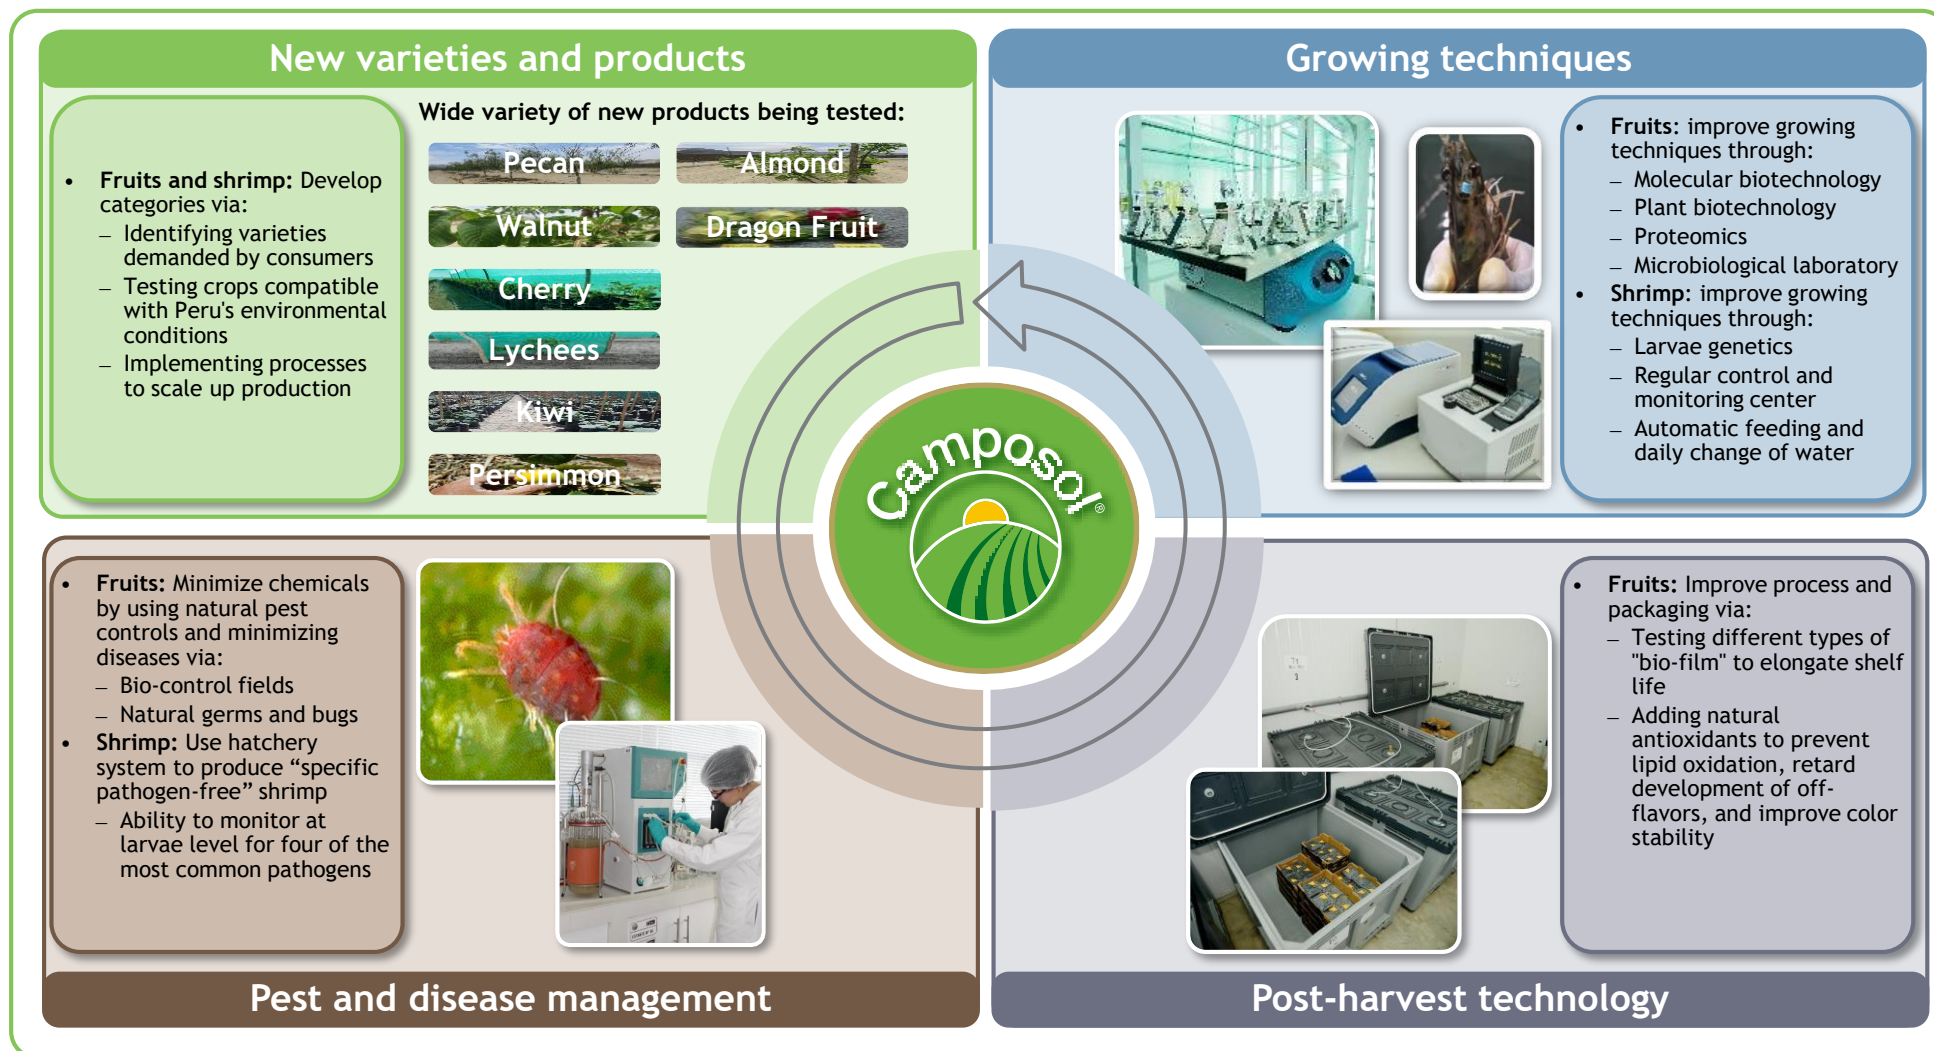 New varieties and products
• Fruits and shrimp: Develop
categories via:
– Identifying varieties
demanded by consumers
– Testing crops compatible
with Peru's environmental
conditions
– Implementing processes
to scale up production
Wide variety of new products being tested:
Pecan
Almond
Walnut
Dragon Fruit
Cherry
Lychees
Kiwi
Persimmon
Growing techniques
• Fruits: improve growing
techniques through:
– Molecular biotechnology
– Plant biotechnology
– Proteomics
– Microbiological laboratory
• Shrimp: improve growing
techniques through:
– Larvae genetics
– Regular control and
monitoring center
– Automatic feeding and
daily change of water
Camposol®
• Fruits: Minimize chemicals
by using natural pest
controls and minimizing
diseases via:
– Bio-control fields
– Natural germs and bugs
• Shrimp: Use hatchery
system to produce “specific
pathogen-free” shrimp
– Ability to monitor at
larvae level for four of the
most common pathogens
Pest and disease management
• Fruits: Improve process and
packaging via:
– Testing different types of
"bio-film" to elongate shelf
life
– Adding natural
antioxidants to prevent
lipid oxidation, retard
development of off-
flavors, and improve color
stability
Post-harvest technology